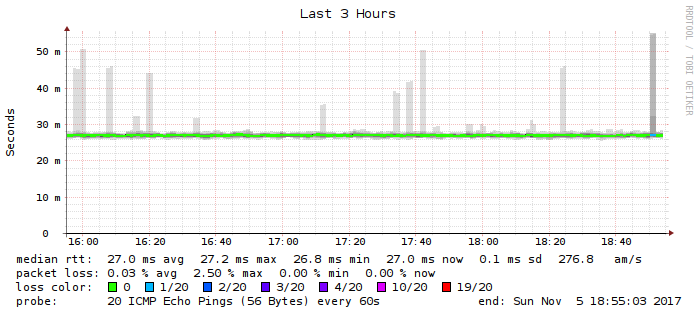 Last 3 Hours
RRDTOOL / TOBI OETIKER
Seconds
50 m
40 m
30 m
20 m
10 m
0
16:00 16:20 16:40 17:00 17:20 17:40 18:00 18:20 18:40
median rtt: 27.0 ms avg 27.2 ms max 26.8 ms min 27.0 ms now 0.1 ms sd 276.8 am/s
packet loss: 0.03 % avg 2.50 % max 0.00 % min 0.00 % now
loss color: 0 1/20 2/20 3/20 4/20 10/20 19/20
probe: 20 ICMP Echo Pings (56 Bytes) every 60s end: Sun Nov 5 18:55:03 2017